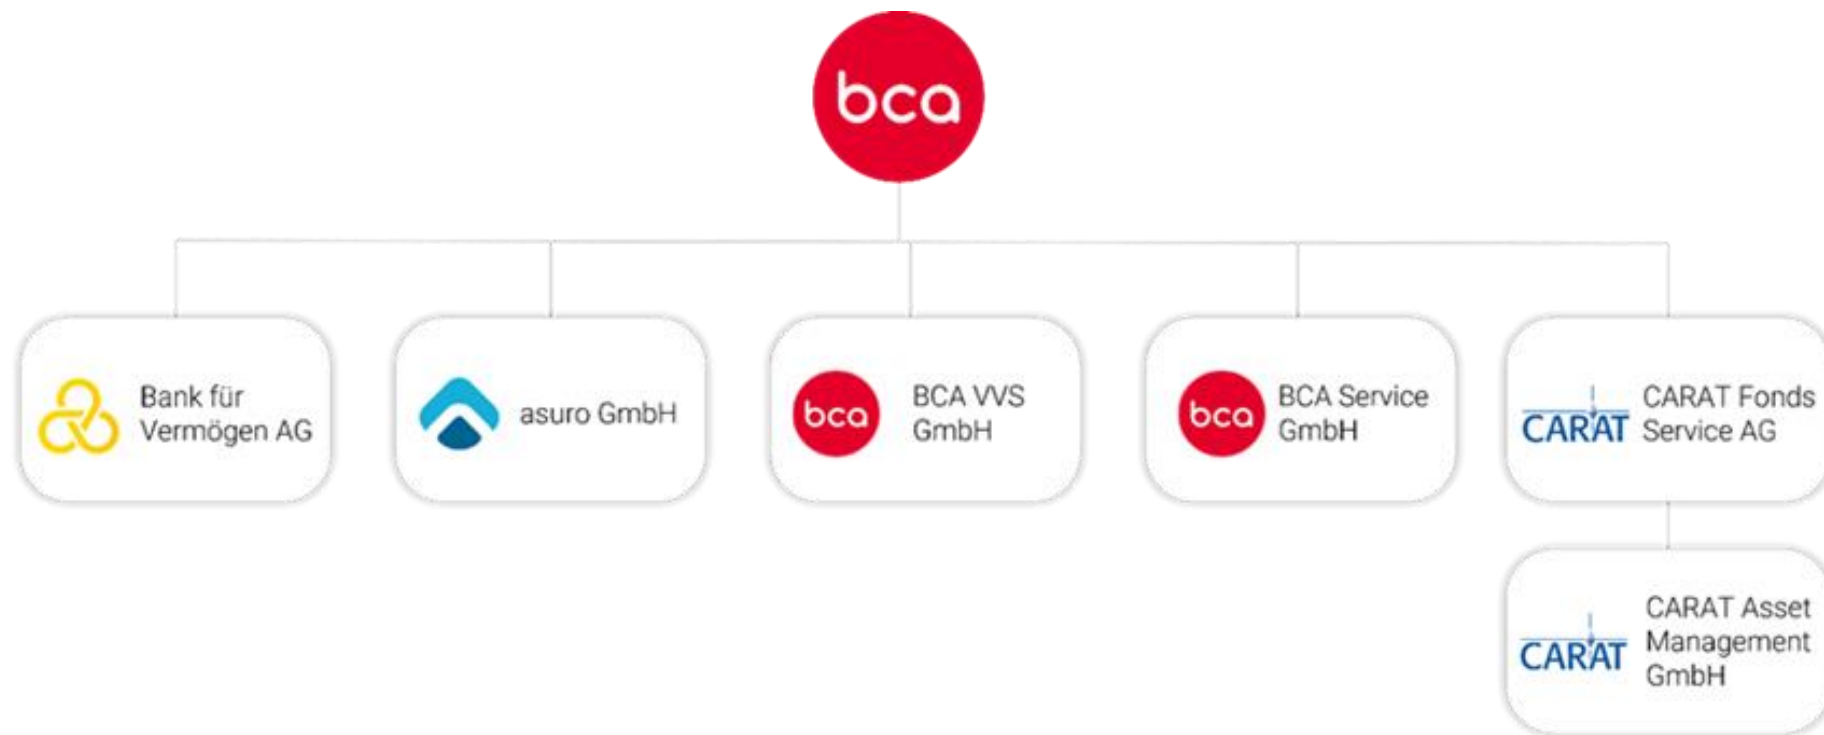 bca
Bank für
Vermögen AG
asuro GmbH
bca
BCA VVS
GmbH
bca
BCA Service
GmbH
CARAT
CARAT Fonds
Service AG
CARAT
CARAT Asset
Management
GmbH